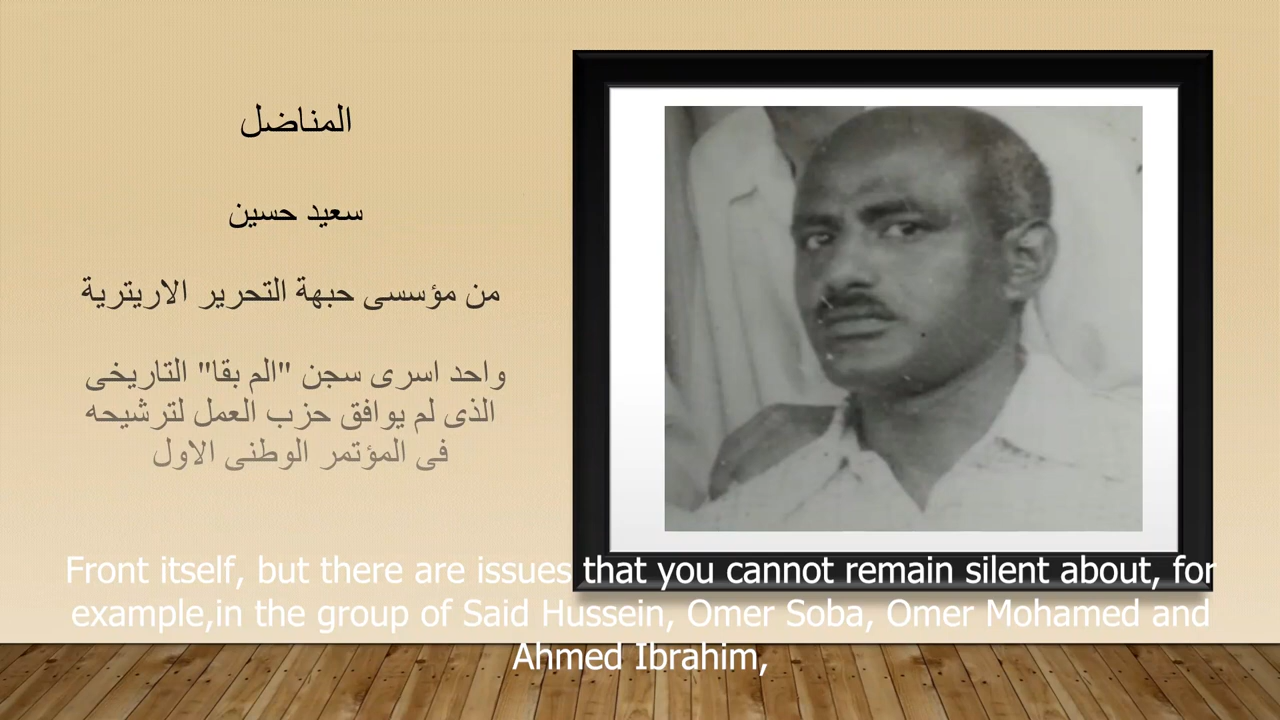 المناضل
سعيد حسين
من مؤسسى حبهة التحرير الاريترية
واحد اسرى سجن "الم بقا" التاريخى
الذى لم يوافق حزب العمل لترشيحه
فى المؤتمر الوطنى الاول
Front itself, but there are issues that you cannot remain silent about, for
example,in the group of Said Hussein, Omer Soba, Omer Mohamed and
Ahmed Ibrahim,